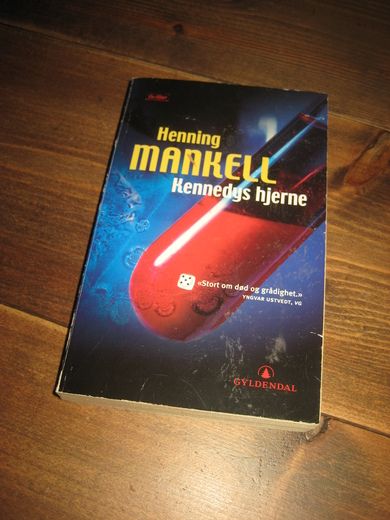 Henning
MANKELL
Kennedys hjerne
«Stort om død og grådighet.»
YNGVAR USTVEDT, VG
GYLDENDAL